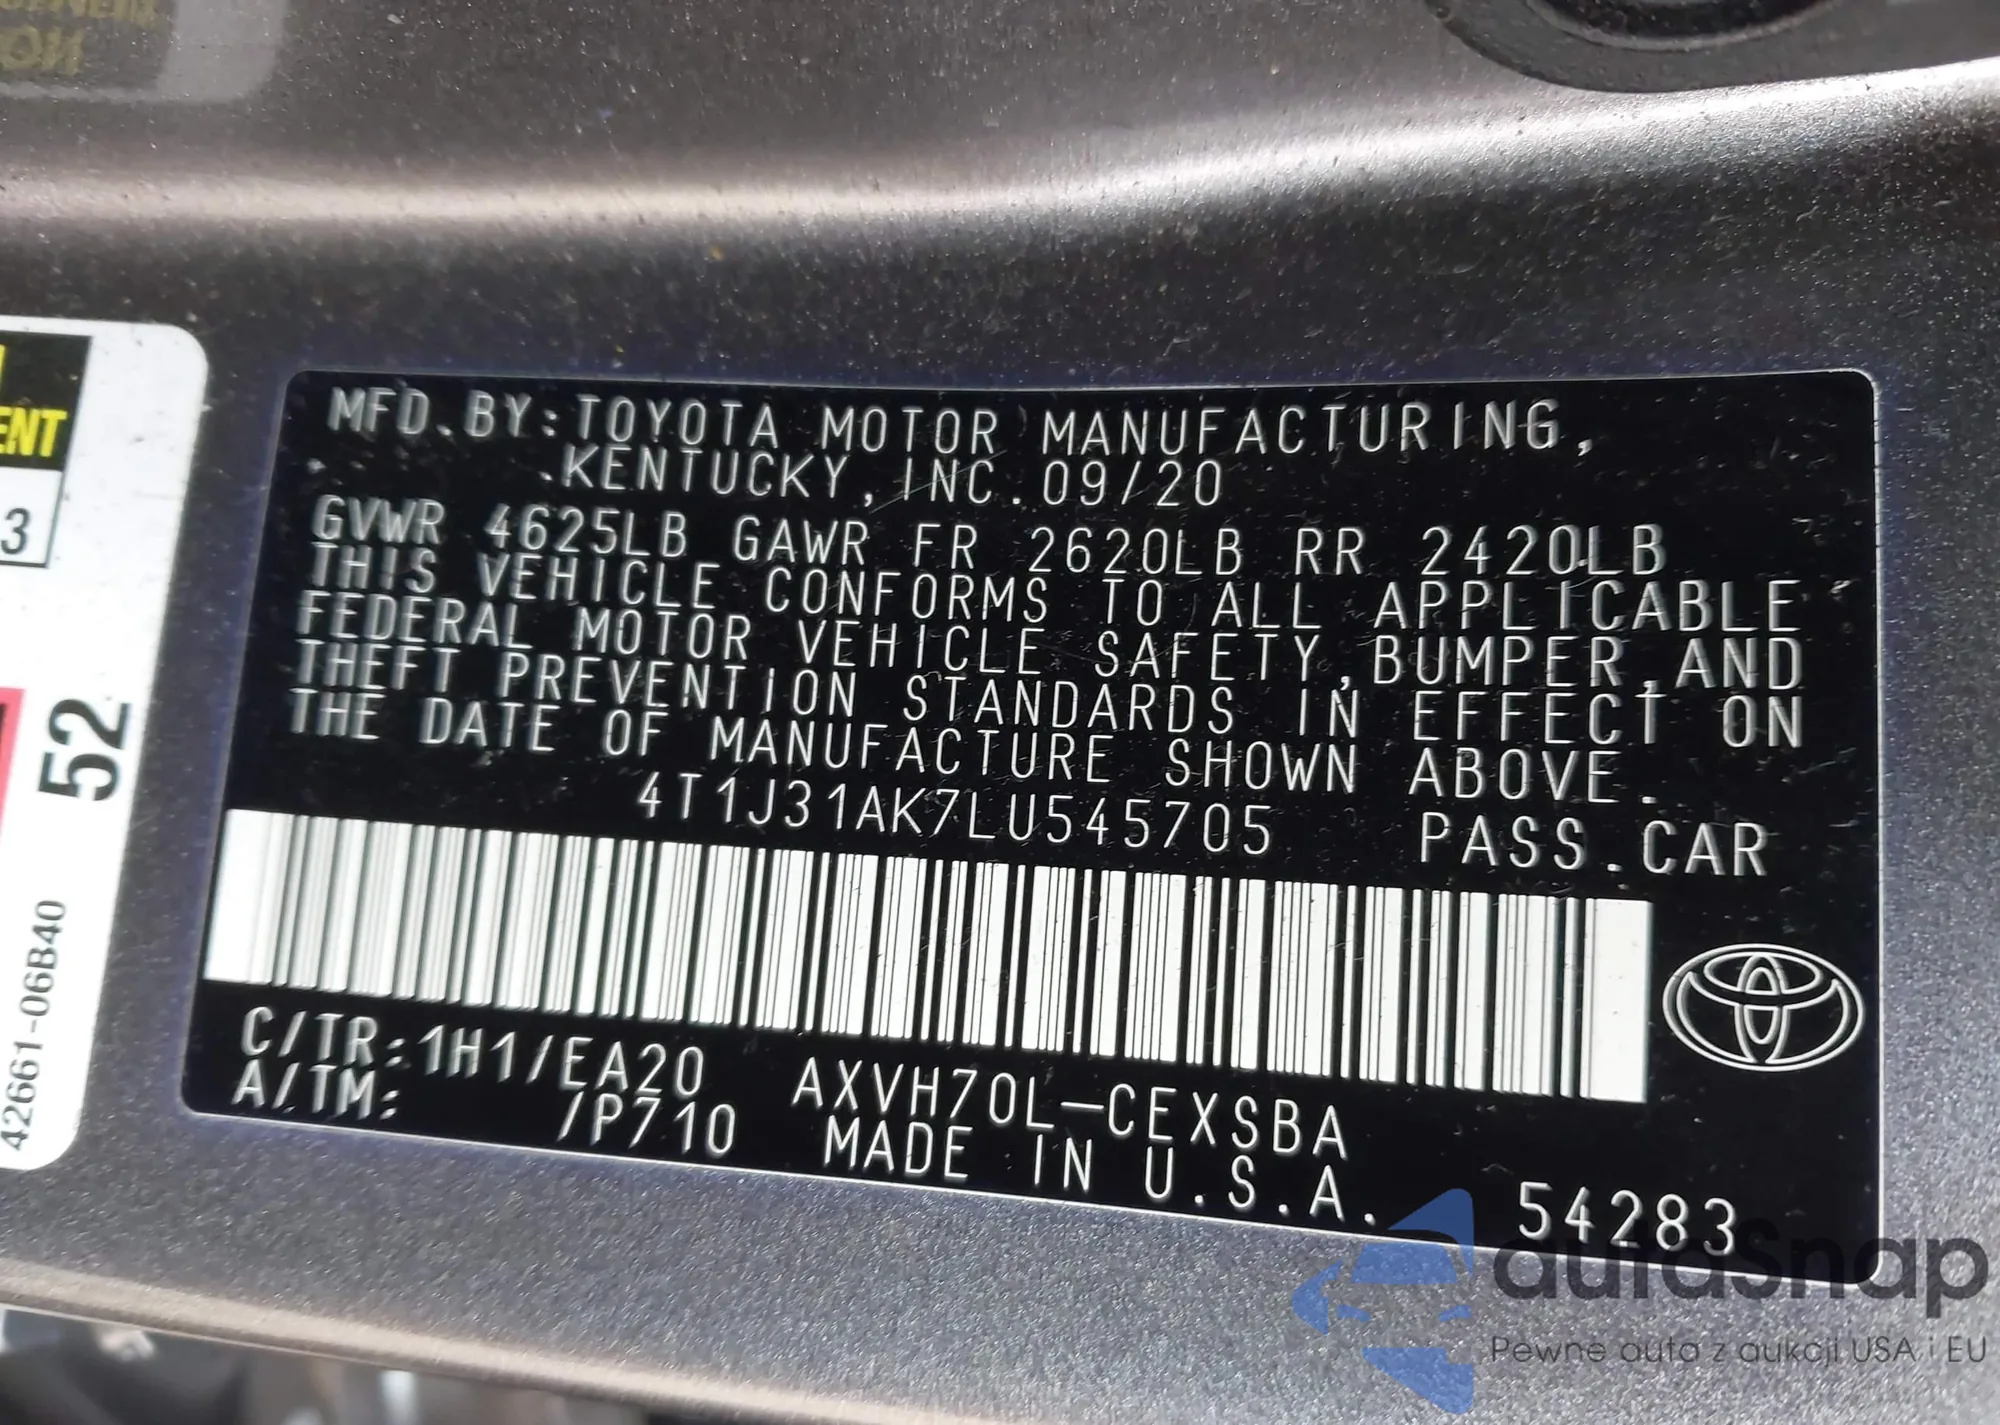 ENT
3
52
42661-06B40
MFD.BY:TOYOTA MOTOR MANUFACTURING,
KENTUCKY,INC.09/20
GVWR 4625LB GAWR FR 2620LB RR 2420LB
THIS VEHICLE CONFORMS TO ALL APPLICABLE
FEDERAL MOTOR VEHICLE SAFETY,BUMPER,AND
THEFT PREVENTION STANDARDS IN EFFECT ON
THE DATE OF MANUFACTURE SHOWN ABOVE.
4T1J31AK7LU545705 PASS.CAR
C/TR:1H1/EA20 AXVH70L-CEXSBA
A/TM: /P710 MADE IN U.S.A.
54283
autoSnap
Pewne auta z aukcji USA i EU